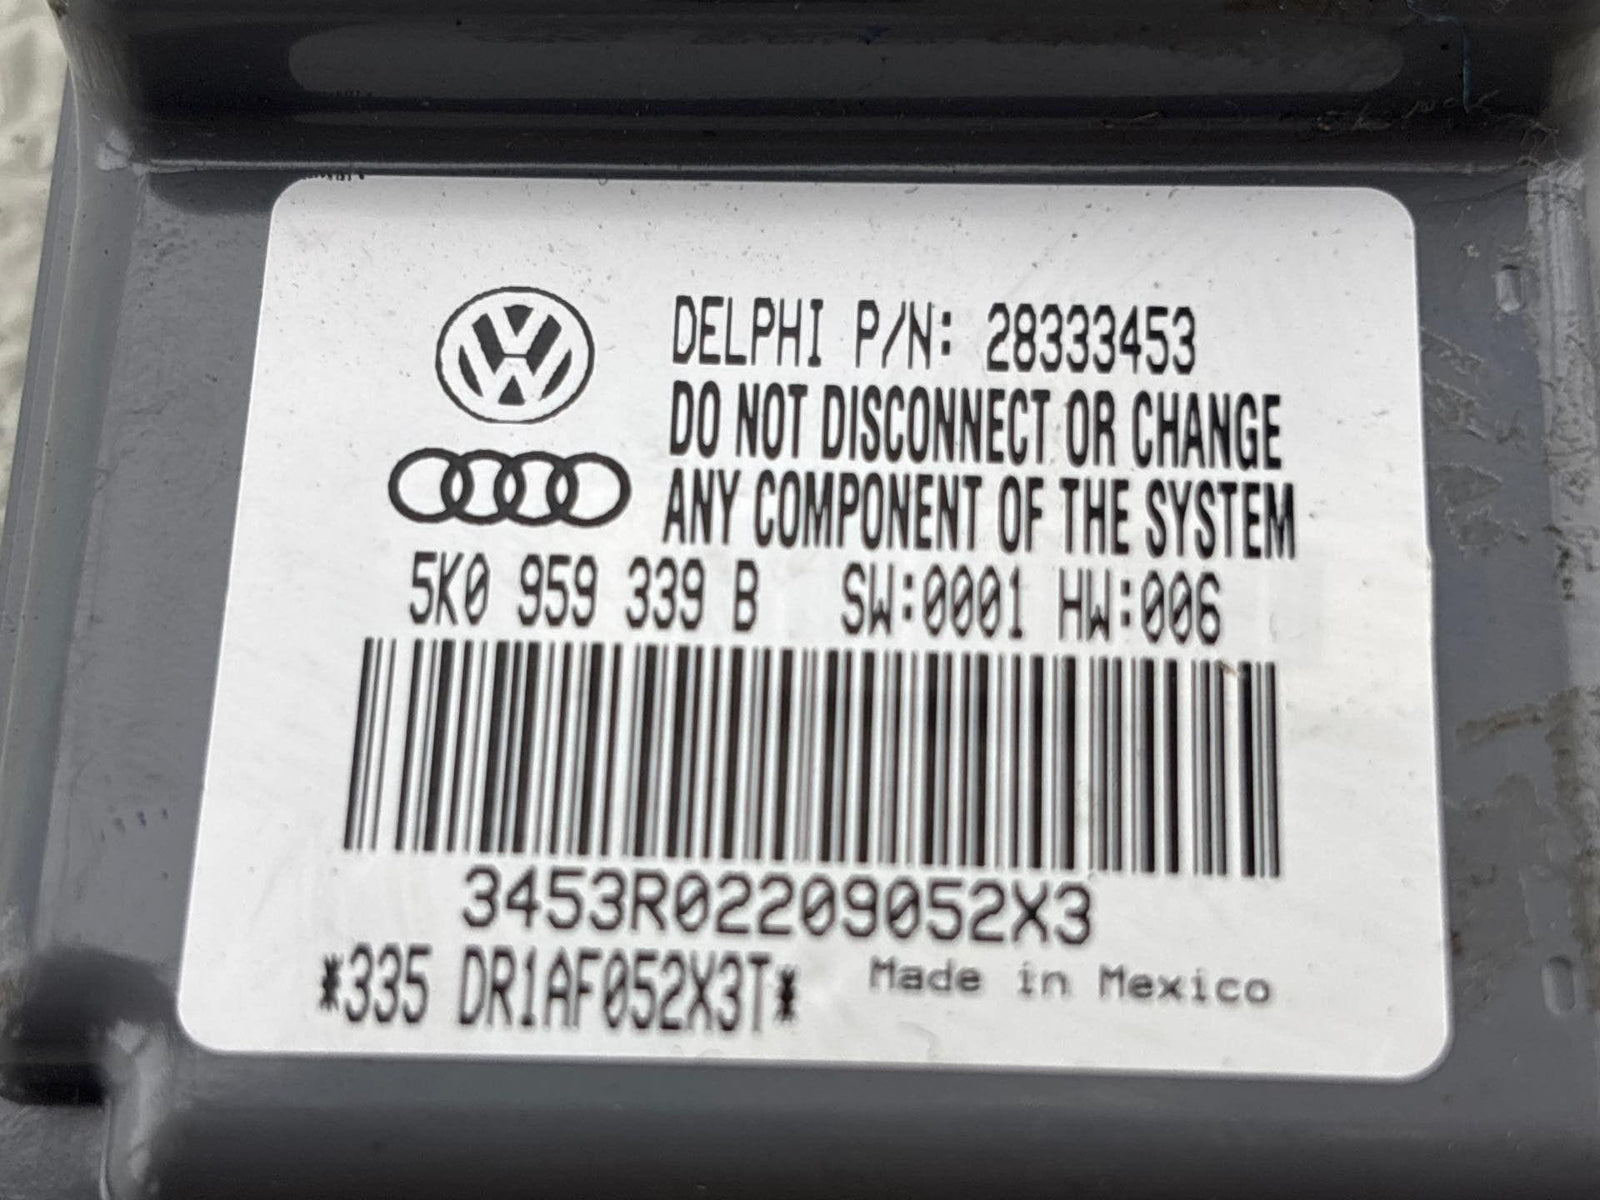 DELPHI P/N: 28333453
DO NOT DISCONNECT OR CHANGE
ANY COMPONENT OF THE SYSTEM
5K0 959 339 B SW:0001 HW:006
3453R02209052X3
*335 DR1AF052X3T*
Made in Mexico